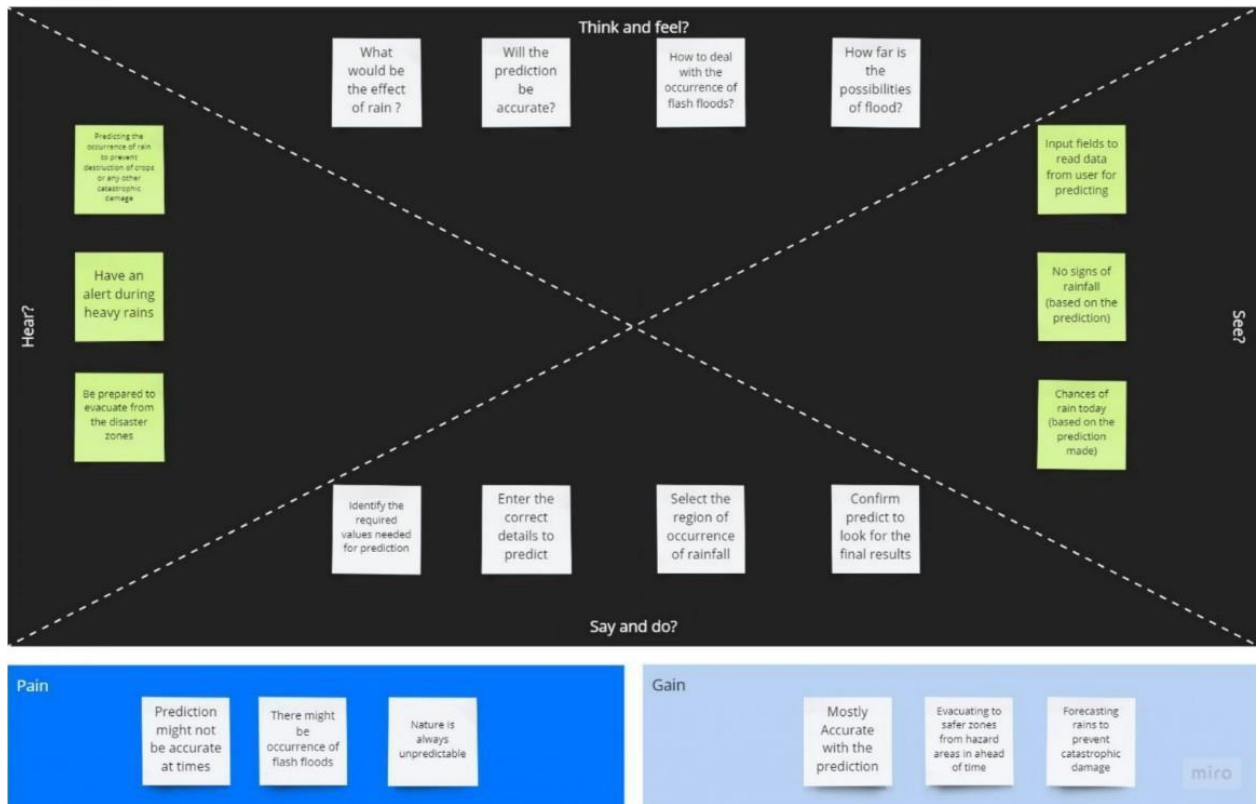 Think and feel?
What
would be
the effect
of rain ?
Will the
prediction
be
accurate?
How to deal
with the
occurrence of
flash floods?
How far is
the
possibilities
of flood?
Hear?
Predicting the
occurrence of rain
to prevent
destruction of crops
or any other
catastrophic
damage
Have an
alert during
heavy rains
Be prepared to
evacuate from
the disaster
zones
See?
Input fields to
read data
from user for
predicting
No signs of
rainfall
(based on the
prediction)
Chances of
rain today
(based on the
prediction
made)
Identify the
required
values needed
for prediction
Enter the
correct
details to
predict
Select the
region of
occurrence
of rainfall
Confirm
predict to
look for the
final results
Say and do?
Pain
Prediction
might not
be accurate
at times
There might
be
occurrence of
flash floods
Nature is
always
unpredictable
Gain
Mostly
Accurate
with the
prediction
Evacuating to
safer zones
from hazard
areas in ahead
of time
Forecasting
rains to
prevent
catastrophic
damage
miro